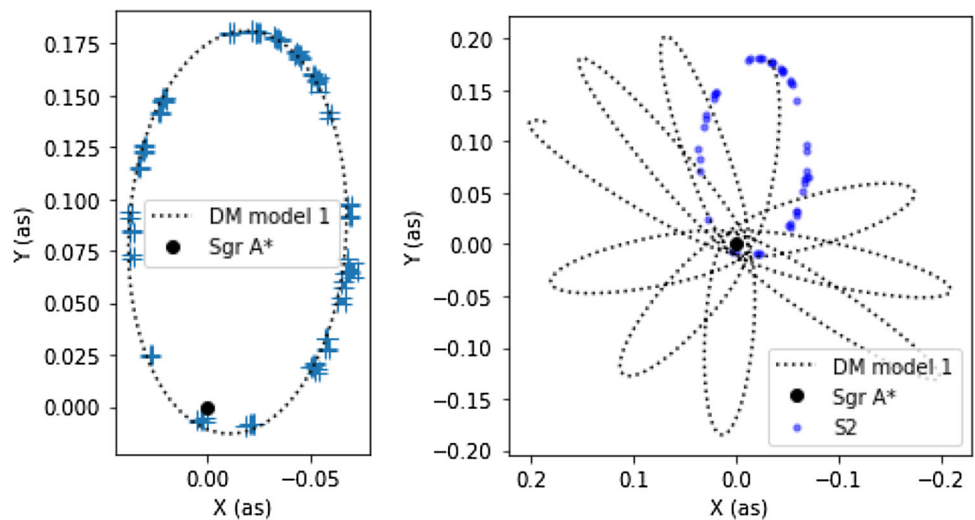 0.175
0.150
0.125
0.100
0.075
0.050
0.025
0.000
Y (as)
DM model 1
Sgr A*
0.00
−0.05
X (as)
0.20
0.15
0.10
0.05
0.00
−0.05
−0.10
−0.15
−0.20
Y (as)
DM model 1
Sgr A*
S2
0.2
0.1
0.0
−0.1
−0.2
X (as)